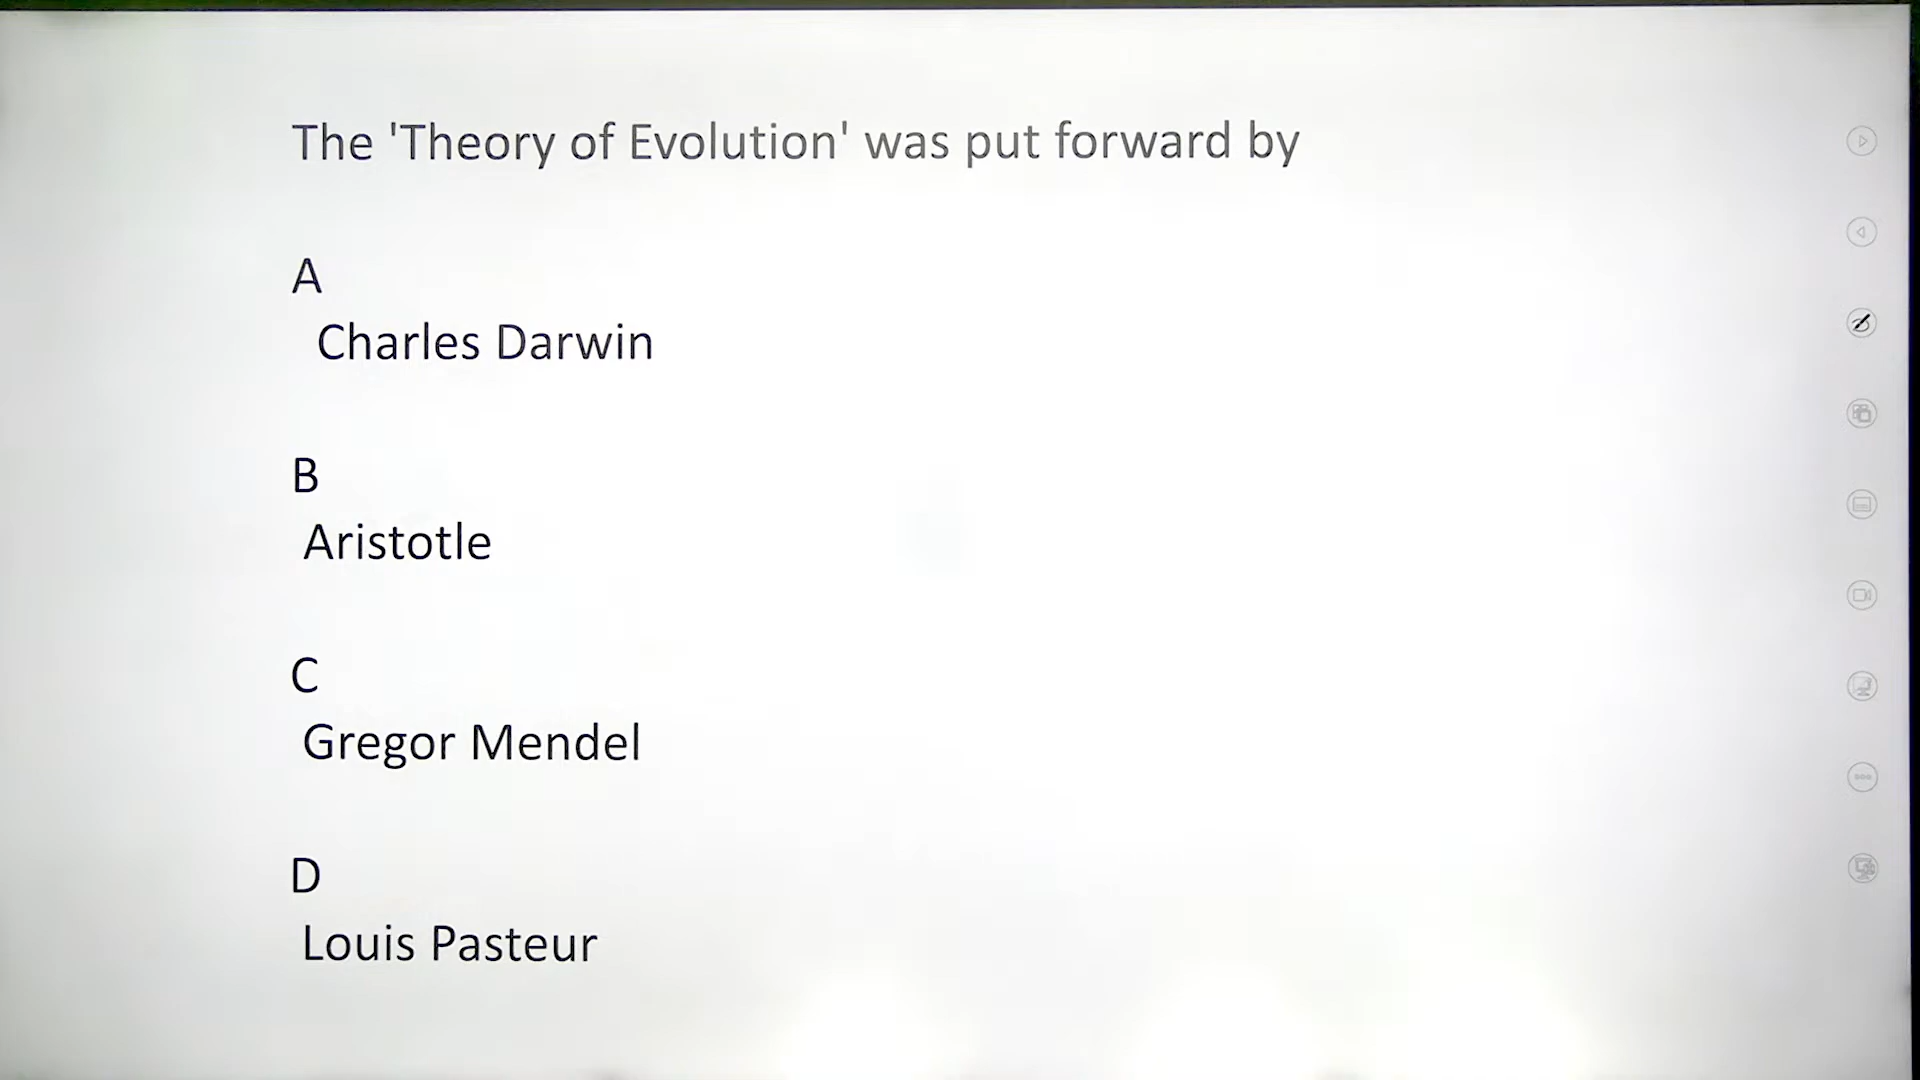 The 'Theory of Evolution' was put forward by
A
Charles Darwin
B
Aristotle
C
Gregor Mendel
D
Louis Pasteur